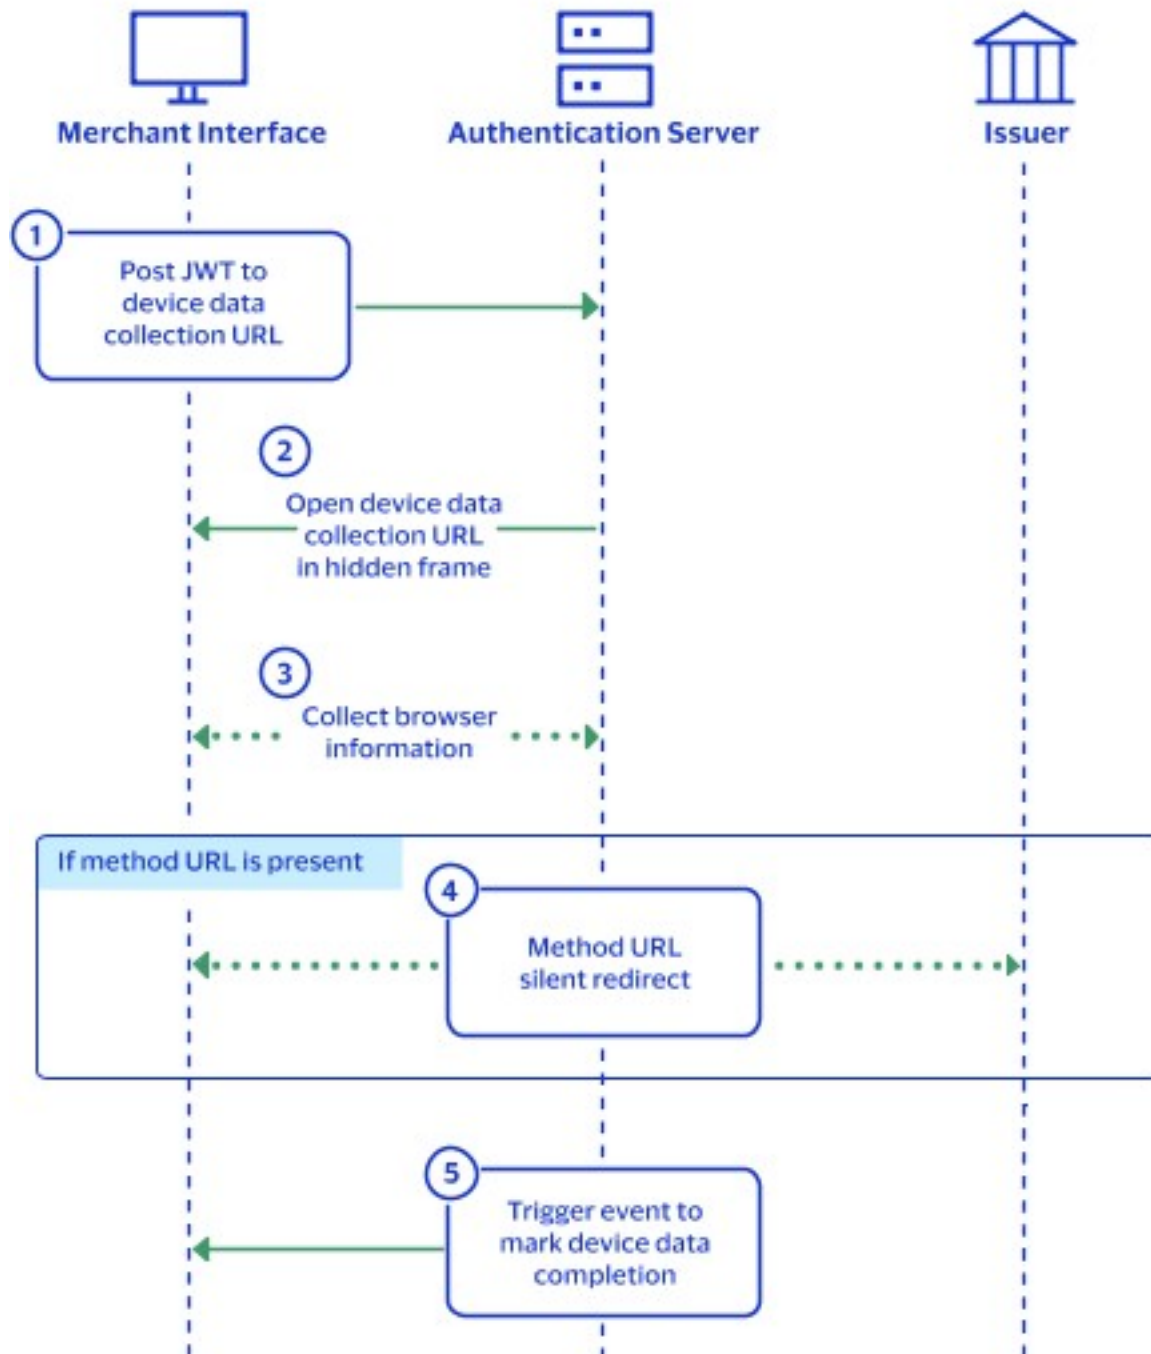 Merchant Interface
Authentication Server
Issuer
1
Post JWT to
device data
collection URL
2
Open device data
collection URL
in hidden frame
3
Collect browser
information
If method URL is present
4
Method URL
silent redirect
5
Trigger event to
mark device data
completion